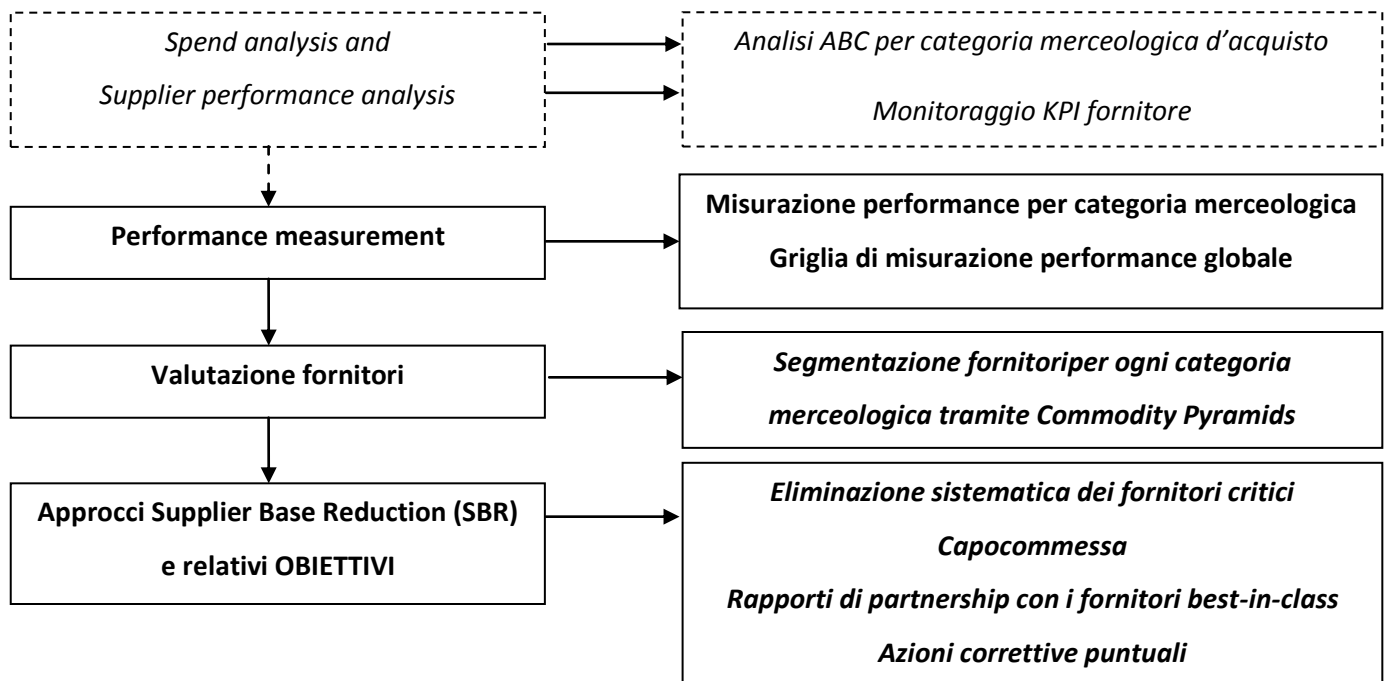 Spend analysis and
Supplier performance analysis
Analisi ABC per categoria merceologica d’acquisto
Monitoraggio KPI fornitore
Performance measurement
Misurazione performance per categoria merceologica
Griglia di misurazione performance globale
Valutazione fornitori
Segmentazione fornitoriper ogni categoria
merceologica tramite Commodity Pyramids
Approcci Supplier Base Reduction (SBR)
e relativi OBIETTIVI
Eliminazione sistematica dei fornitori critici
Capocommessa
Rapporti di partnership con i fornitori best-in-class
Azioni correttive puntuali